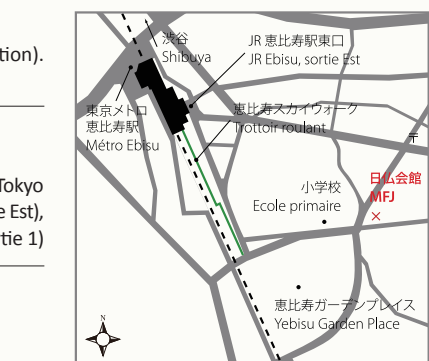 tion).
Tokyo
e Est),
rtie 1)
渋谷
Shibuya
JR 恵比寿駅東口
JR Ebisu, sortie Est
東京メトロ
恵比寿駅
Métro Ebisu
恵比寿スカイウォーク
Trottoir roulant
〒
日仏会館
MFJ
×
小学校
Ecole primaire
恵比寿ガーデンプレイス
Yebisu Garden Place
N